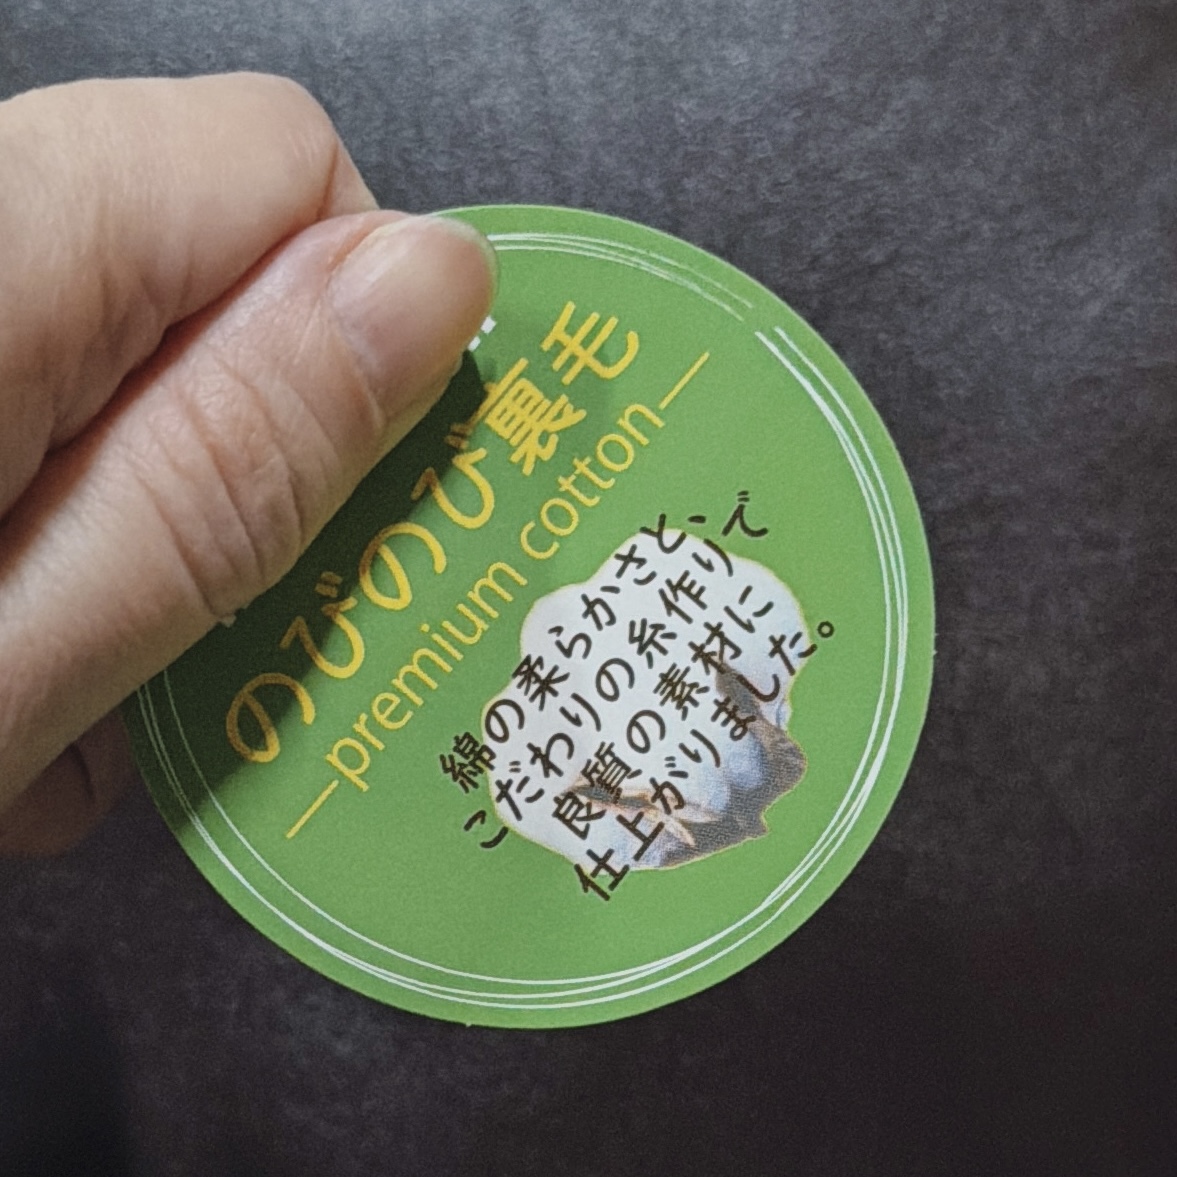 のびのび裏毛
—premium cotton—
綿の柔らかさと、
こだわりの糸作りで
良質の素材に
仕上がりました。